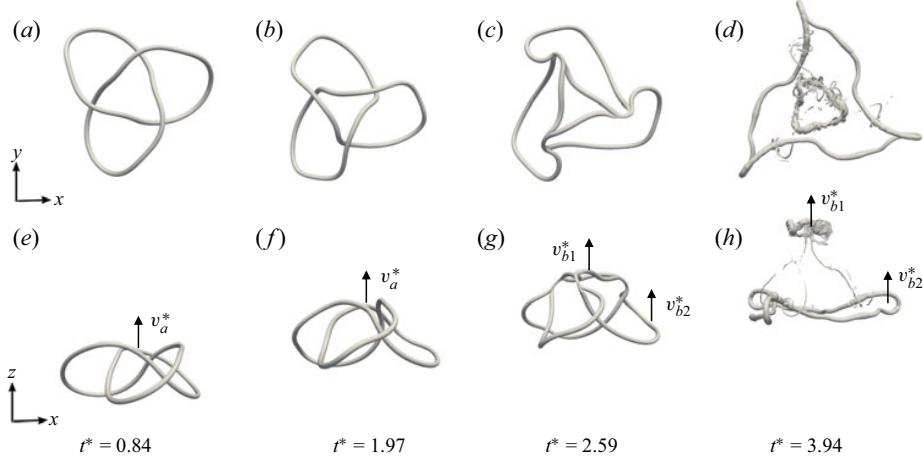 (a) (b) (c) (d)
y
x
(e) (f) (g) (h)
v*a v*a v*b1 v*b2 v*b1 v*b2
z
x
t* = 0.84 t* = 1.97 t* = 2.59 t* = 3.94